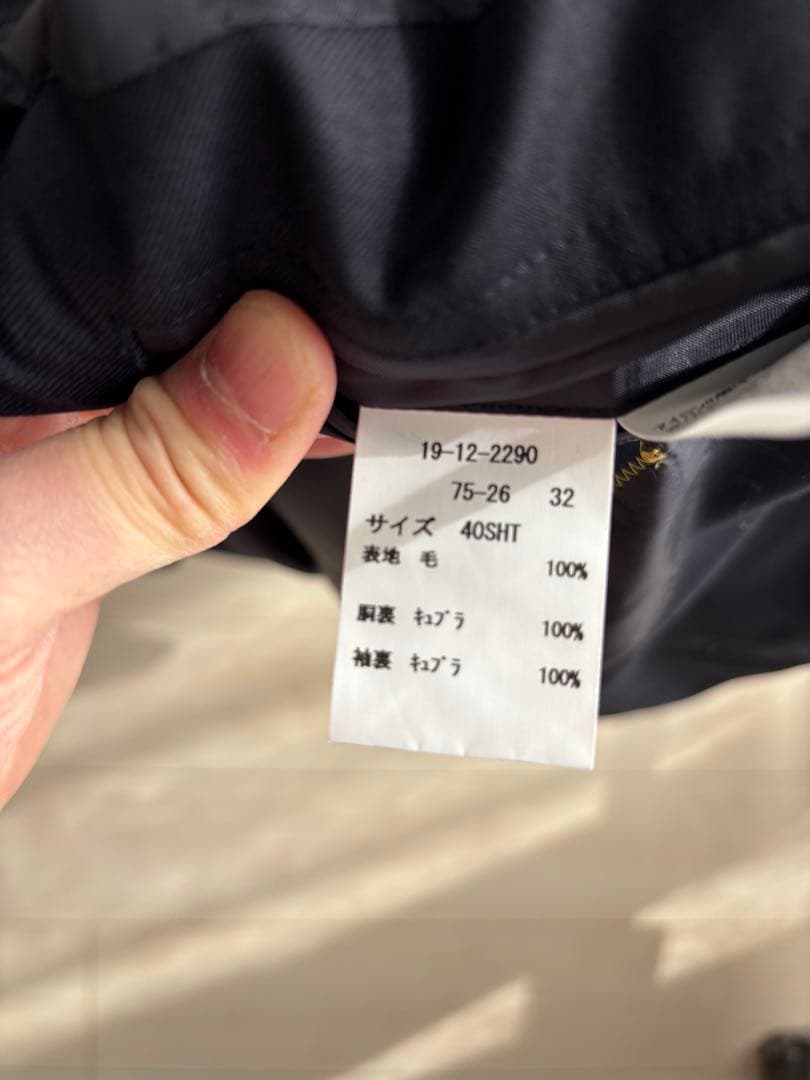 19-12-2290
75-26 32
サイズ 40SHT
表地 毛 100%
胴裏 ｷｭﾌﾟﾗ 100%
袖裏 ｷｭﾌﾟﾗ 100%